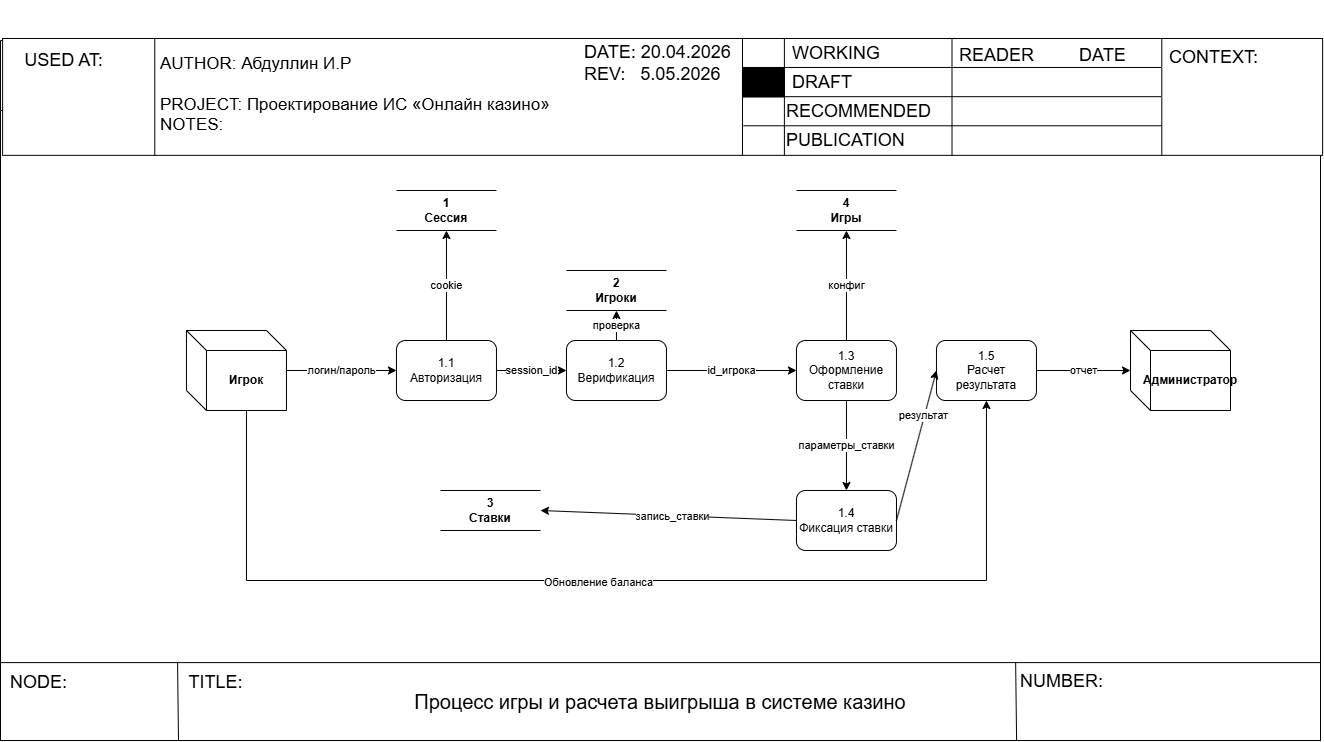 USED AT:
AUTHOR: Абдуллин И.Р
DATE: 20.04.2026
REV: 5.05.2026
PROJECT: Проектирование ИС «Онлайн казино»
NOTES:
WORKING
DRAFT
RECOMMENDED
PUBLICATION
READER DATE
CONTEXT:
1
Сессия
4
Игры
cookie
2
Игроки
конфиг
проверка
Игрок
логин/пароль
1.1
Авторизация
session_id
1.2
Верификация
id_игрока
1.3
Оформление
ставки
1.5
Расчет
результата
отчет
Администратор
результат
параметры_ставки
3
Ставки
запись_ставки
1.4
Фиксация ставки
Обновление баланса
NODE:
TITLE:
Процесс игры и расчета выигрыша в системе казино
NUMBER: